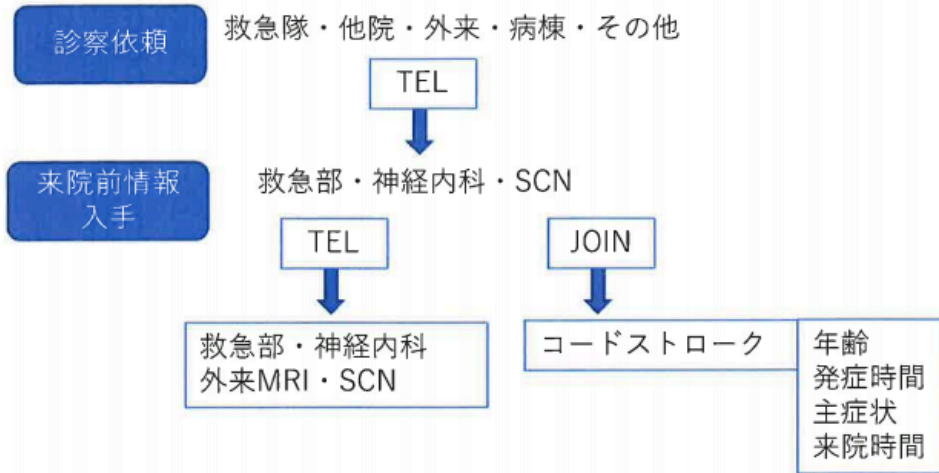 診察依頼
救急隊・他院・外来・病棟・その他
TEL
来院前情報
入手
救急部・神経内科・SCN
TEL
JOIN
救急部・神経内科
外来MRI・SCN
コードストローク
年齢
発症時間
主症状
来院時間